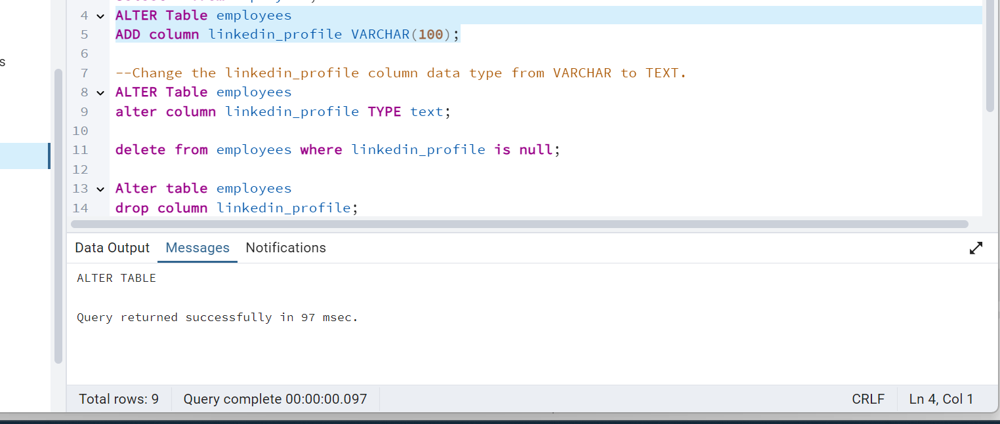 4 ALTER Table employees
5 ADD column linkedin_profile VARCHAR(100);
6
7 --Change the linkedin_profile column data type from VARCHAR to TEXT.
8 ALTER Table employees
9 alter column linkedin_profile TYPE text;
10
11 delete from employees where linkedin_profile is null;
12
13 Alter table employees
14 drop column linkedin_profile;
s
Data Output Messages Notifications
ALTER TABLE
Query returned successfully in 97 msec.
Total rows: 9 Query complete 00:00:00.097 CRLF Ln 4, Col 1